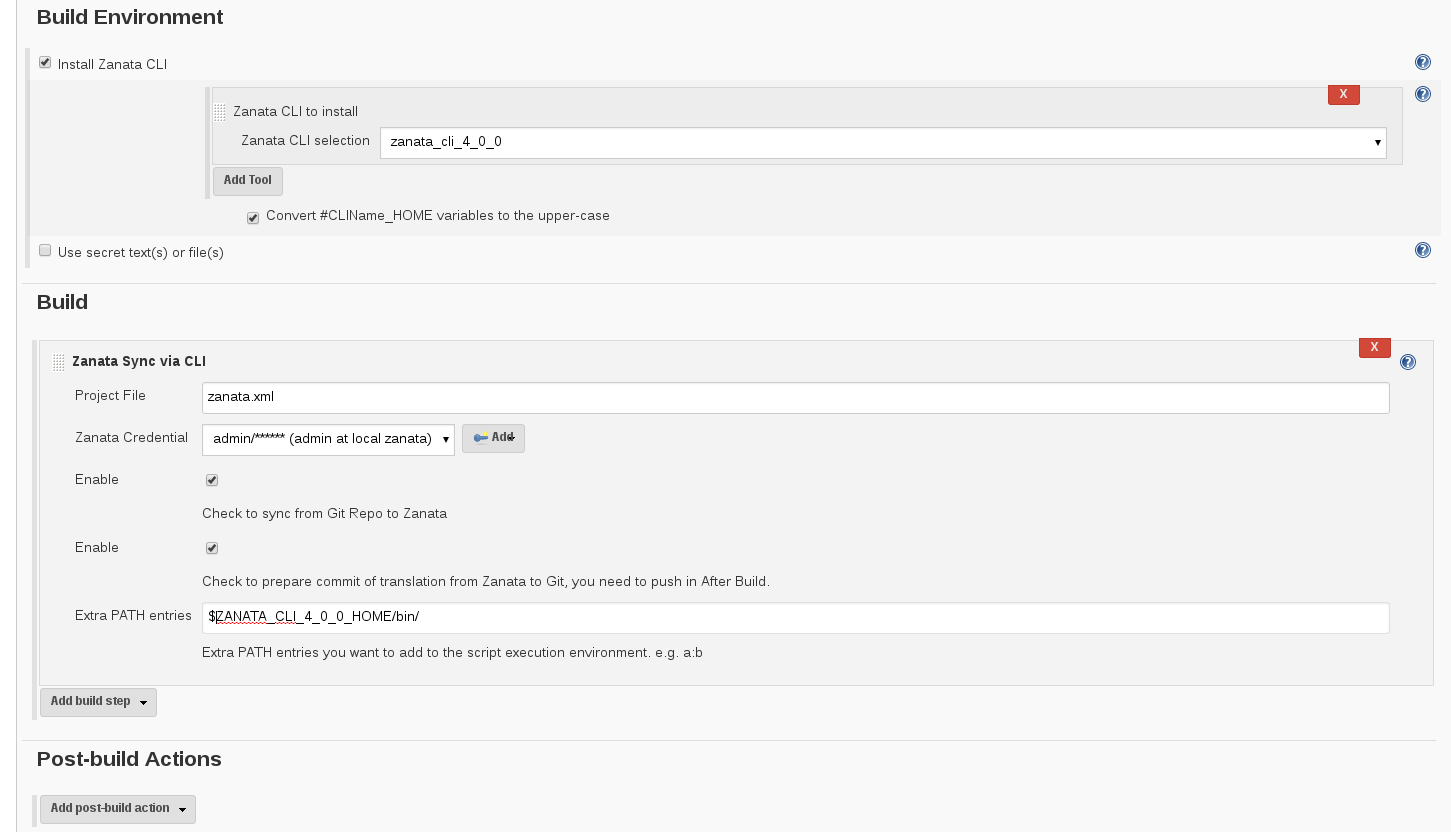 Build Environment
Install Zanata CLI
X
Zanata CLI to install
Zanata CLI selection zanata_cli_4_0_0
Add Tool
Convert #CLIName_HOME variables to the upper-case
Use secret text(s) or file(s)
Build
X
Zanata Sync via CLI
Project File zanata.xml
Zanata Credential admin/****** (admin at local zanata) Add
Enable
Check to sync from Git Repo to Zanata
Enable
Check to prepare commit of translation from Zanata to Git, you need to push in After Build.
Extra PATH entries $ZANATA_CLI_4_0_0_HOME/bin/
Extra PATH entries you want to add to the script execution environment. e.g. a:b
Add build step
Post-build Actions
Add post-build action